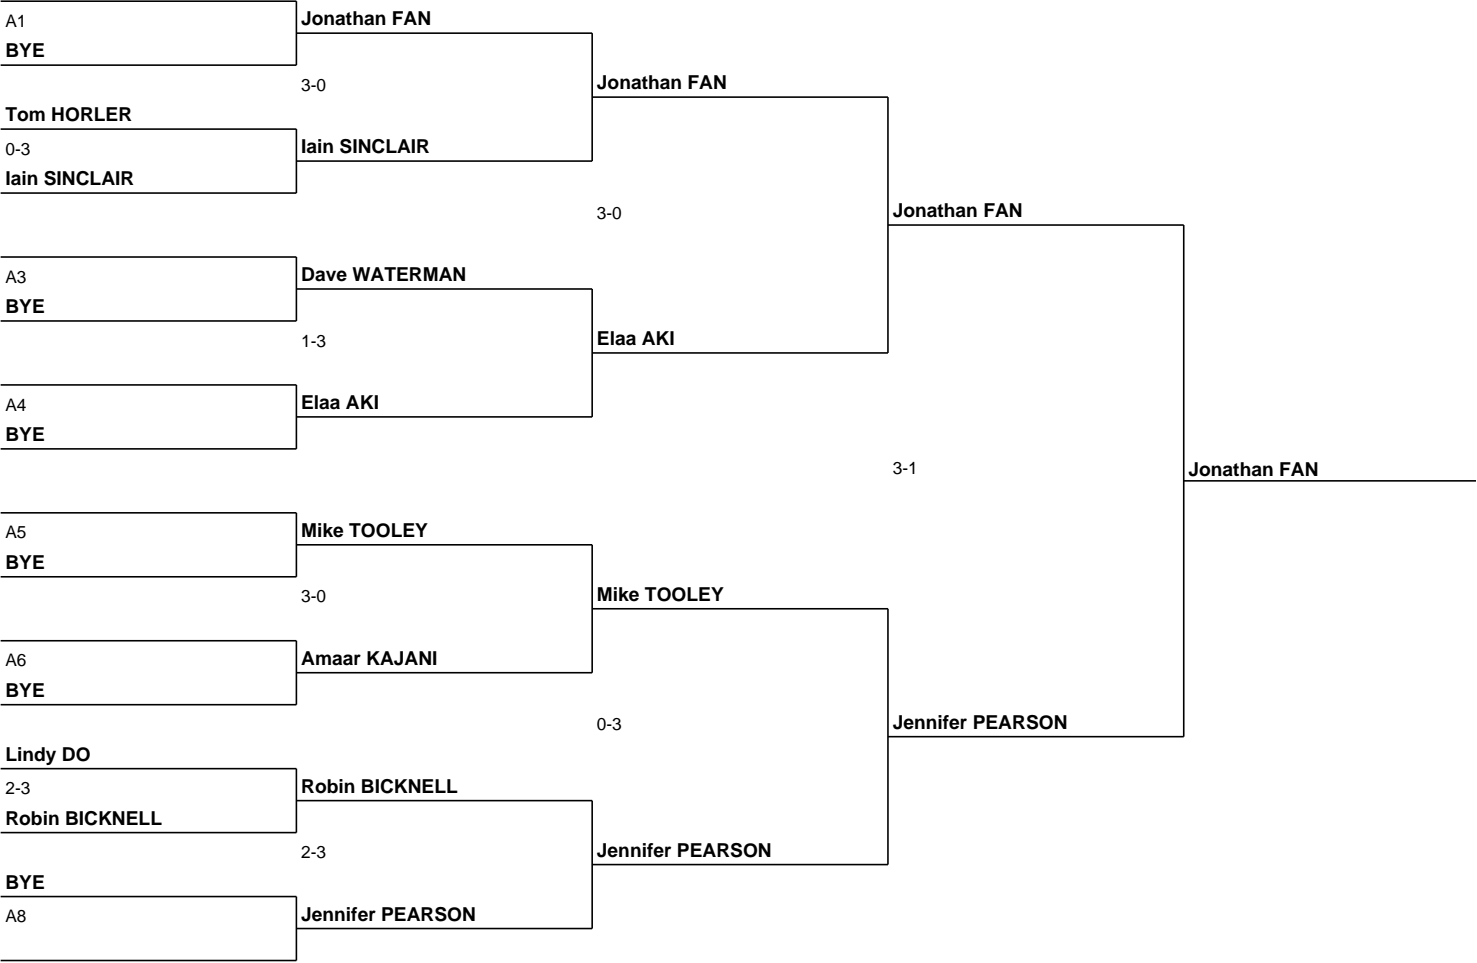 A1
BYE
Tom HORLER
0-3
Iain SINCLAIR
A3
BYE
A4
BYE
A5
BYE
A6
BYE
Lindy DO
2-3
Robin BICKNELL
BYE
A8
Jonathan FAN
3-0
Iain SINCLAIR
Dave WATERMAN
1-3
Elaa AKI
Mike TOOLEY
3-0
Amaar KAJANI
Robin BICKNELL
2-3
Jennifer PEARSON
Jonathan FAN
3-0
Elaa AKI
Mike TOOLEY
0-3
Jennifer PEARSON
Jonathan FAN
3-1
Jennifer PEARSON
Jonathan FAN